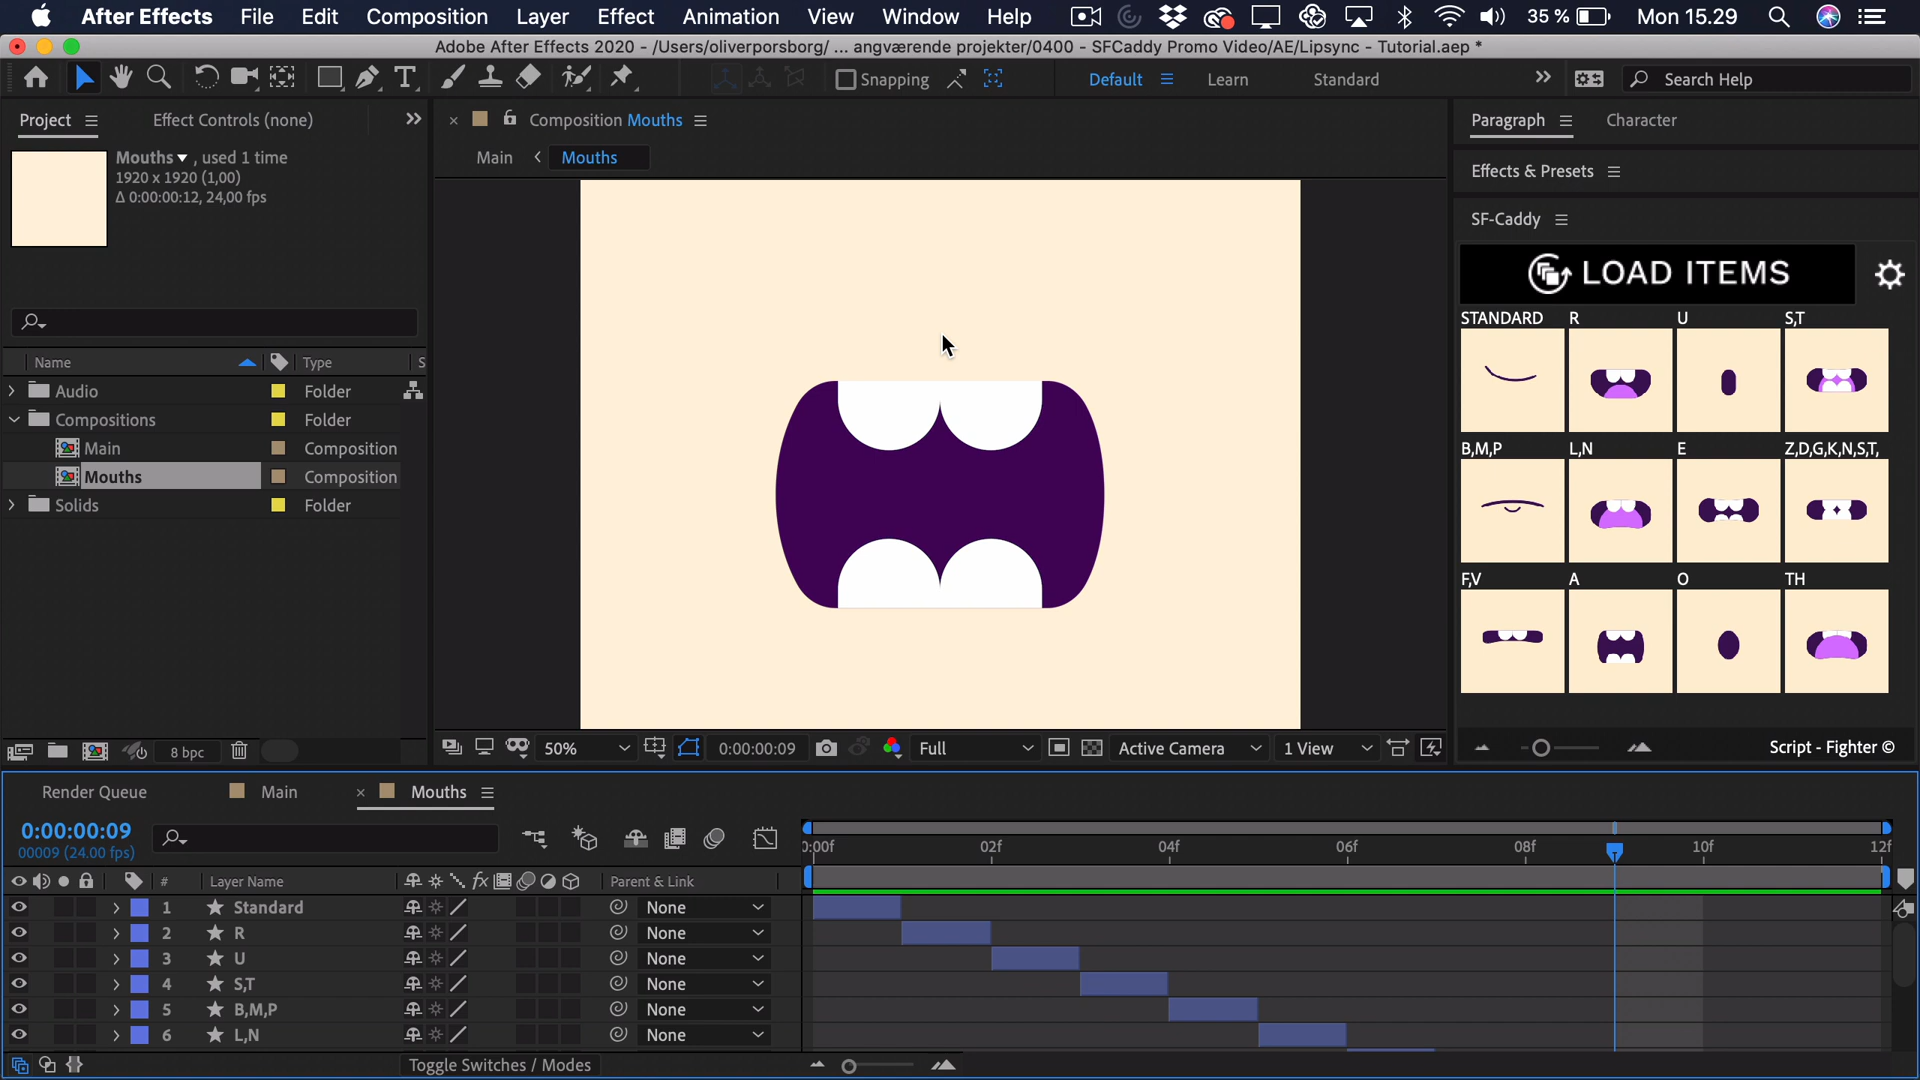 After Effects File Edit Composition Layer Effect Animation View Window Help 35 % Mon 15.29
Adobe After Effects 2020 - /Users/oliverporsborg/ ... angværende projekter/0400 - SFCaddy Promo Video/AE/Lipsync - Tutorial.aep *
Snapping Default Learn Standard Search Help
Project Effect Controls (none)
Composition Mouths
Paragraph Character
Mouths , used 1 time
1920 x 1920 (1,00)
Δ 0:00:00:12, 24,00 fps
Main Mouths
Effects & Presets
SF-Caddy
LOAD ITEMS
STANDARD R U S,T
B,M,P L,N E Z,D,G,K,N,S,T,
F,V A O TH
Script - Fighter ©
Name Type S
Audio Folder
Compositions Folder
Main Composition
Mouths Composition
Solids Folder
8 bpc
50% 0:00:00:09 Full Active Camera 1 View
Render Queue Main Mouths
0:00:00:09
00009 (24.00 fps)
0:00f 02f 04f 06f 08f 10f 12f
# Layer Name fx Parent & Link
1 Standard None
2 R None
3 U None
4 S,T None
5 B,M,P None
6 L,N None
Toggle Switches / Modes